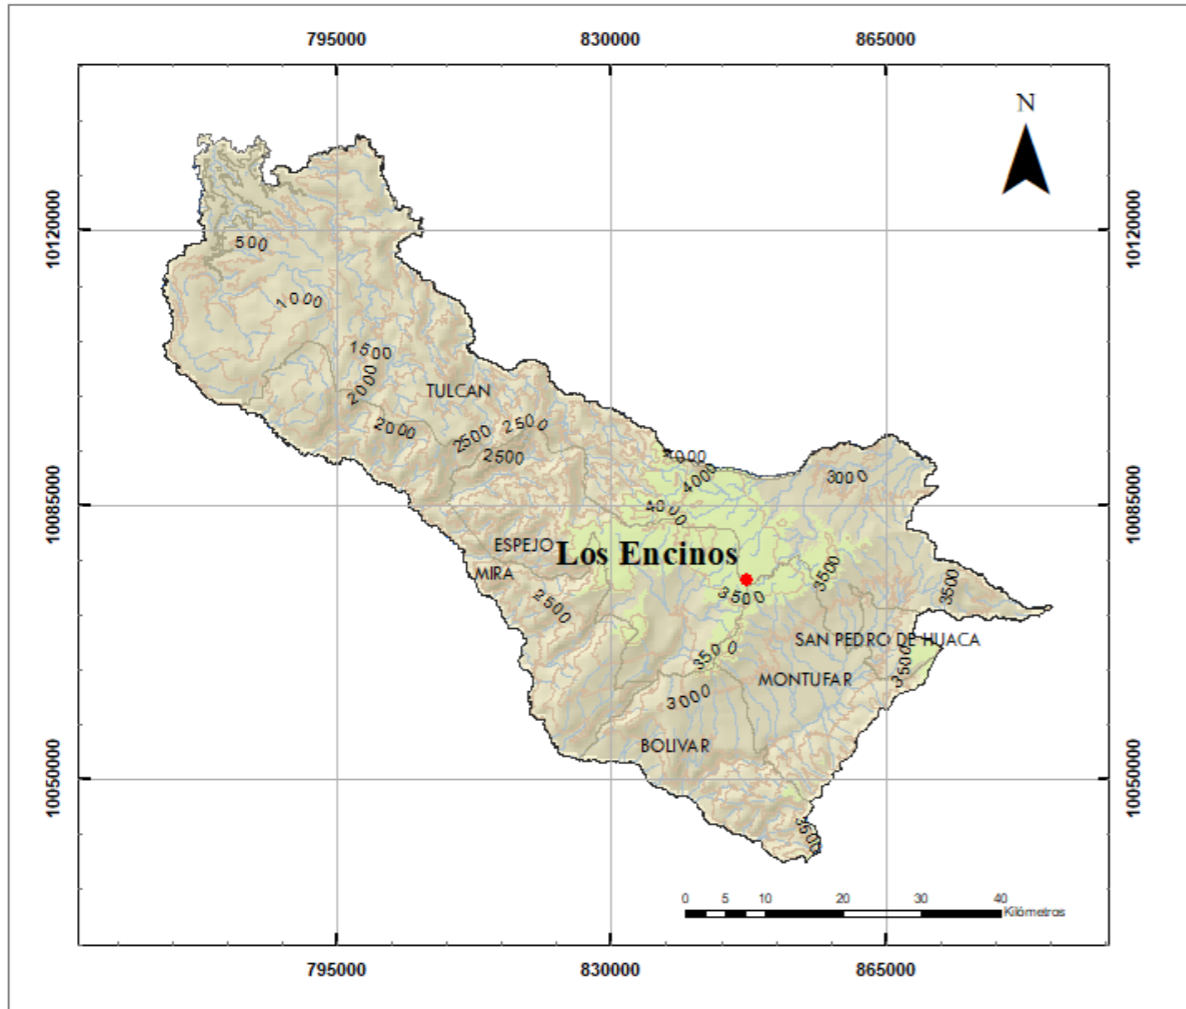 795000 830000 865000
N
10120000 10120000
500
1000
1500
2000
TULCAN
2000
2500
2500
2500
4000
4000
3000
4000
10085000 10085000
ESPEJO
Los Encinos
MIRA
3500
3500
3500
2500
SAN PEDRO DE HUACA
3500
3500
MONTUFAR
3000
BOLIVAR
10050000 10050000
3500
0 5 10 20 30 40
Kilómetros
795000 830000 865000